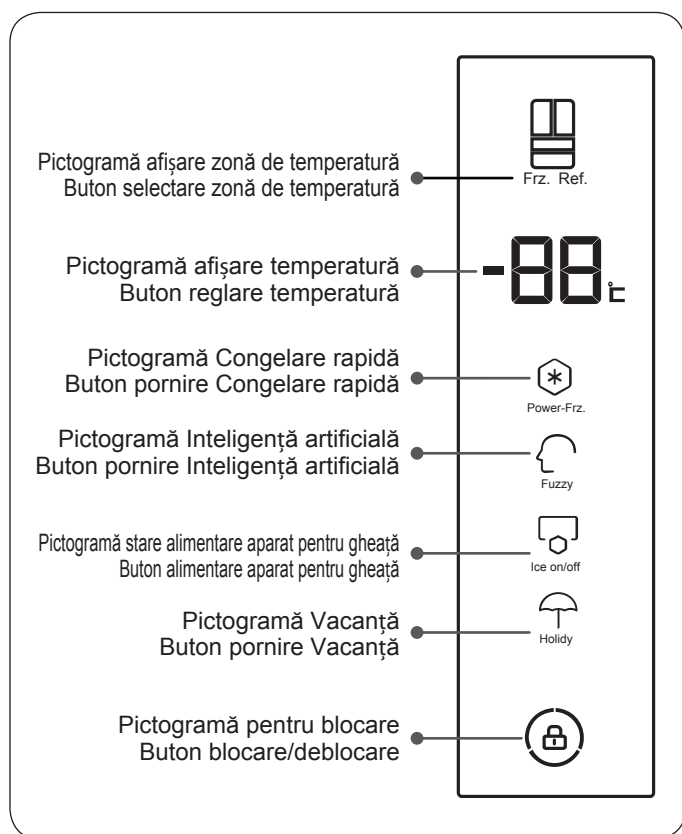 Pictogramă afișare zonă de temperatură
Buton selectare zonă de temperatură
Frz. Ref.
Pictogramă afișare temperatură
Buton reglare temperatură
-88°C
Pictogramă Congelare rapidă
Buton pornire Congelare rapidă
Power-Frz.
Pictogramă Inteligență artificială
Buton pornire Inteligență artificială
Fuzzy
Pictogramă stare alimentare aparat pentru gheață
Buton alimentare aparat pentru gheață
Ice on/off
Pictogramă Vacanță
Buton pornire Vacanță
Holidy
Pictogramă pentru blocare
Buton blocare/deblocare